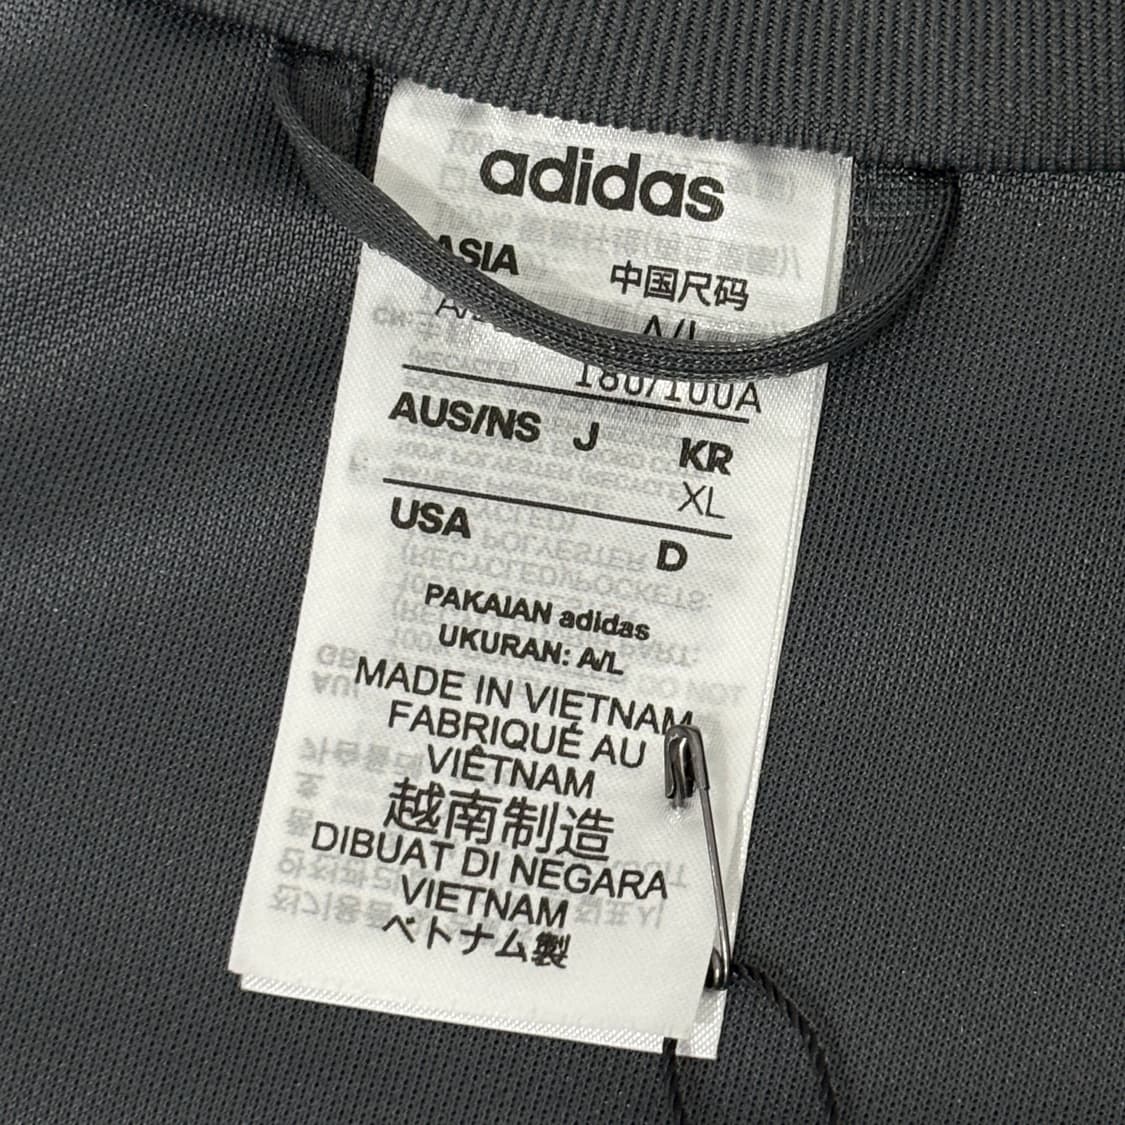 adidas
ASIA 中国尺码
A/L A/L
180/100A
AUS/NS J KR
XL
USA D
PAKAIAN adidas
UKURAN: A/L
MADE IN VIETNAM
FABRIQUÉ AU
VIÊTNAM
越南制造
DIBUAT DI NEGARA
VIETNAM
ベトナム製